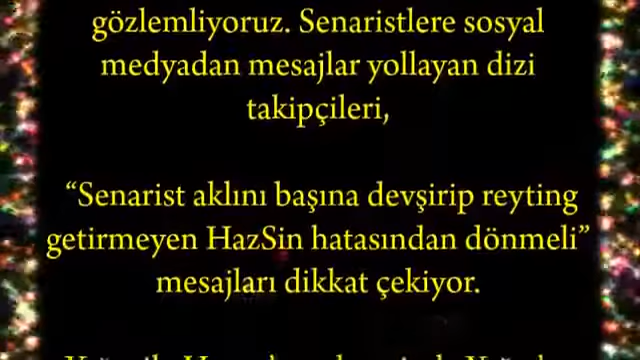 gözlemliyoruz. Senaristlere sosyal
medyadan mesajlar yollayan dizi
takipçileri,
“Senarist aklını başına devşirip reyting
getirmeyen HazSin hatasından dönmeli”
mesajları dikkat çekiyor.